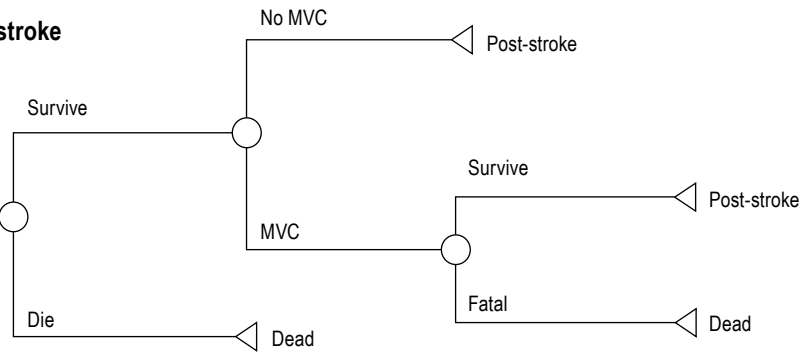 stroke
No MVC
Post-stroke
Survive
Survive
Post-stroke
MVC
Fatal
Dead
Die
Dead